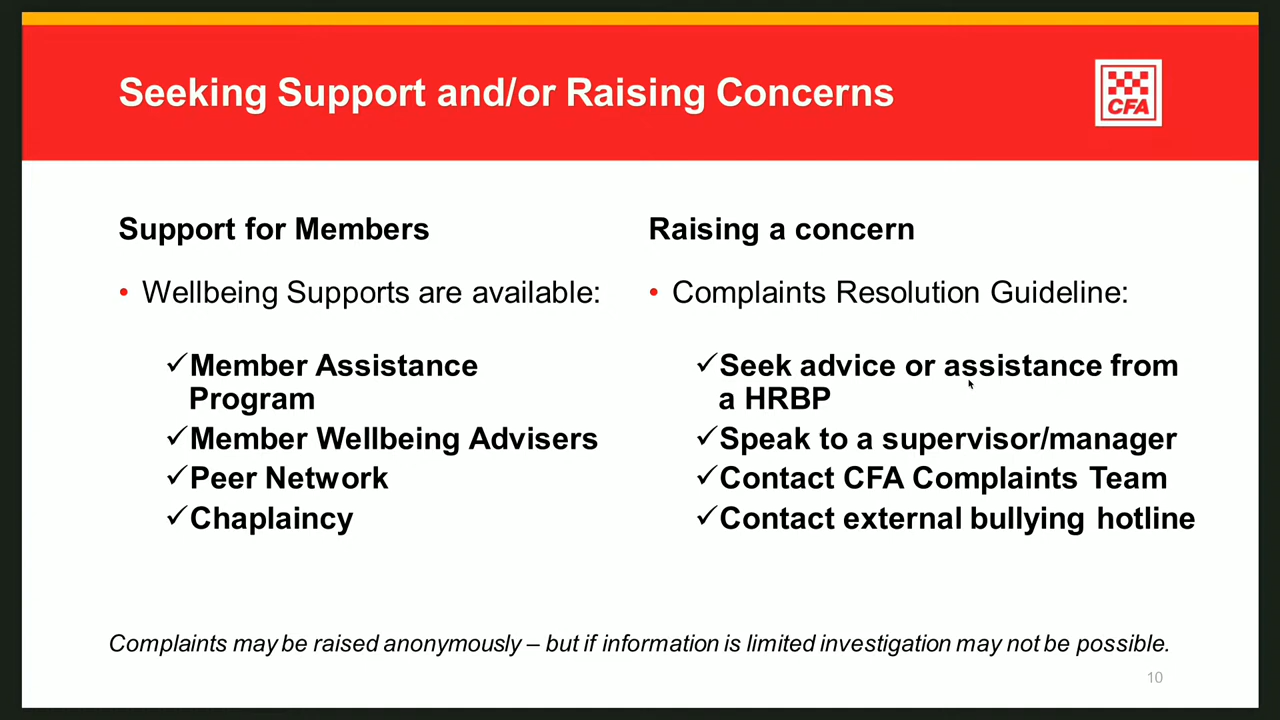 Seeking Support and/or Raising Concerns
CFA
Support for Members
• Wellbeing Supports are available:
✓Member Assistance
Program
✓Member Wellbeing Advisers
✓Peer Network
✓Chaplaincy
Raising a concern
• Complaints Resolution Guideline:
✓Seek advice or assistance from
a HRBP
✓Speak to a supervisor/manager
✓Contact CFA Complaints Team
✓Contact external bullying hotline
Complaints may be raised anonymously – but if information is limited investigation may not be possible.
10